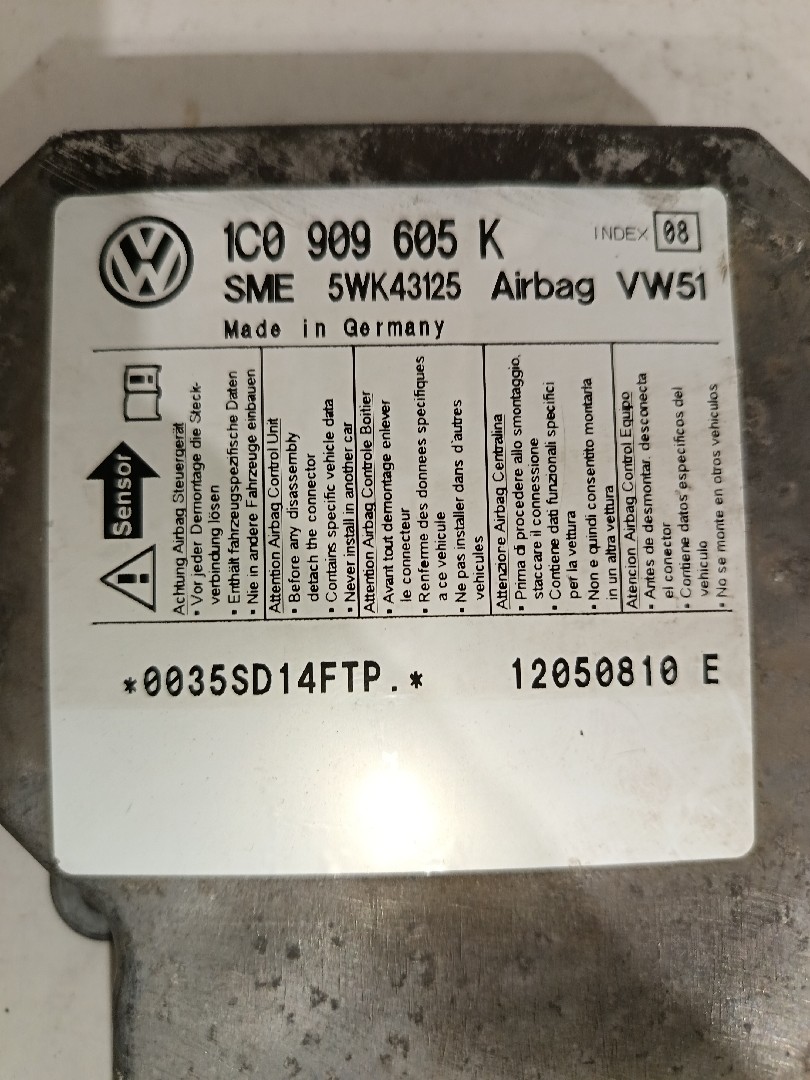 1C0 909 605 K
INDEX 08
SME 5WK43125 Airbag VW51
Made in Germany
Sensor
Achtung Airbag Steuergerät
• Vor jeder Demontage die Steck-
verbindung lösen
• Enthält fahrzeugspezifische Daten
• Nie in andere Fahrzeuge einbauen
Attention Airbag Control Unit
• Before any disassembly
detach the connector
• Contains specific vehicle data
• Never install in another car
Attention Airbag Controle Boitier
• Avant tout demontage enlever
le connecteur
• Renferme des donnees specifiques
a ce vehicule
• Ne pas installer dans d'autres
vehicules
Attenzione Airbag Centralina
• Prima di procedere allo smontaggio,
staccare il connessione
• Contiene dati funzionali specifici
per la vettura
• Non e quindi consentito montarla
in un altra vettura
Atencion Airbag Control Equipo
• Antes de desmontar, desconecta
el conector
• Contiene datos especificos del
vehiculo
• No se monte en otros vehiculos
*0035SD14FTP.* 12050810 E